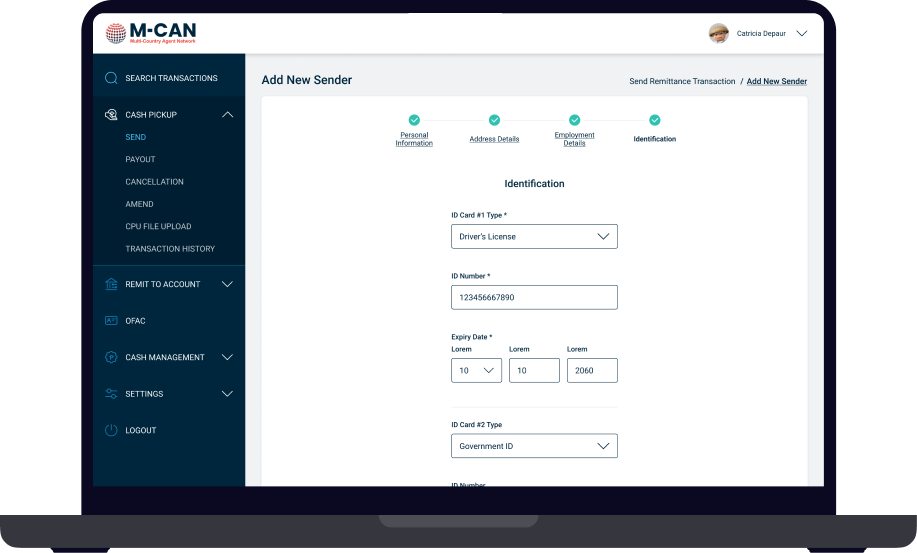 M-CAN
Multi-Country Agent Network
Catricia Depaur
SEARCH TRANSACTIONS
CASH PICKUP
SEND
PAYOUT
CANCELLATION
AMEND
CPU FILE UPLOAD
TRANSACTION HISTORY
REMIT TO ACCOUNT
OFAC
CASH MANAGEMENT
SETTINGS
LOGOUT
Add New Sender
Send Remittance Transaction / Add New Sender
Personal
Information
Address Details
Employment
Details
Identification
Identification
ID Card #1 Type *
Driver's License
ID Number *
123456667890
Expiry Date *
Lorem Lorem Lorem
10 10 2060
ID Card #2 Type
Government ID
ID Number